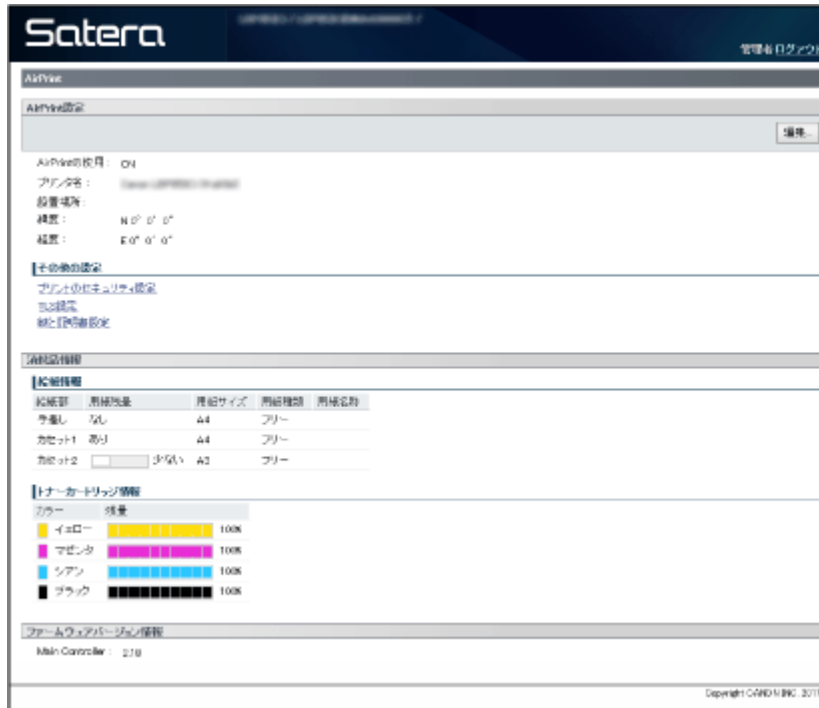 Satera
管理者 ログアウト
AirPrint
AirPrint設定
編集...
AirPrintの使用： ON
プリンタ名：
設置場所：
緯度： N 0° 0' 0"
経度： E 0° 0' 0"
その他の設定
プリントのセキュリティ設定
TLS設定
鍵と証明書設定
消耗品情報
給紙情報
給紙部 用紙残量 用紙サイズ 用紙種類 用紙名称
手差し なし A4 フリー
カセット1 あり A4 フリー
カセット2 少ない A3 フリー
トナーカートリッジ情報
カラー 残量
イエロー 100%
マゼンタ 100%
シアン 100%
ブラック 100%
ファームウェアバージョン情報
Main Controller :
Copyright CANON INC.